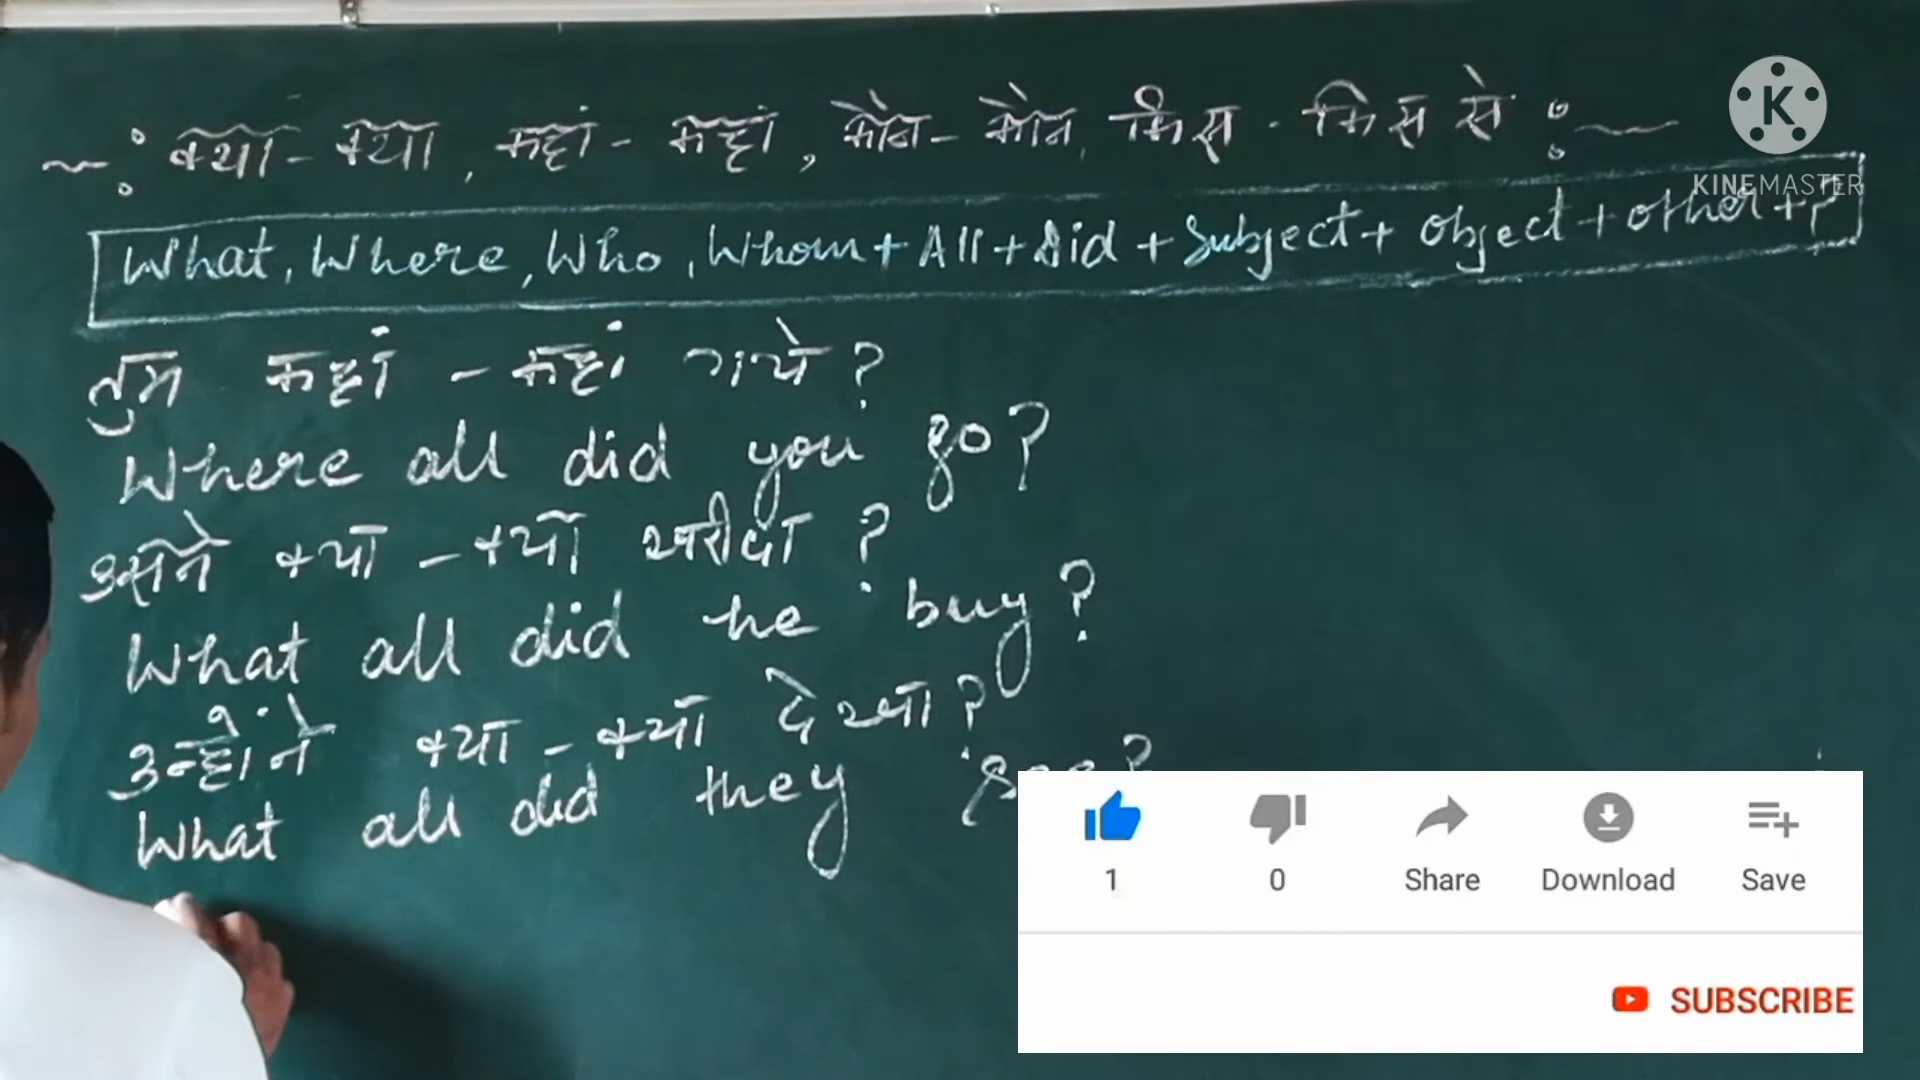 ~ : क्या - क्या, कहां - कहां, कौन - कौन, किस - किस से : ~
What, Where, Who, Whom + All + Did + Subject + Object + Other + ?
तुम कहां - कहां गये ?
Where all did you go?
उसने क्या - क्या खरीदा ?
What all did he buy?
उन्होंने क्या - क्या देखा ?
What all did they see?
K
KINEMASTER
1
0
Share
Download
Save
SUBSCRIBE